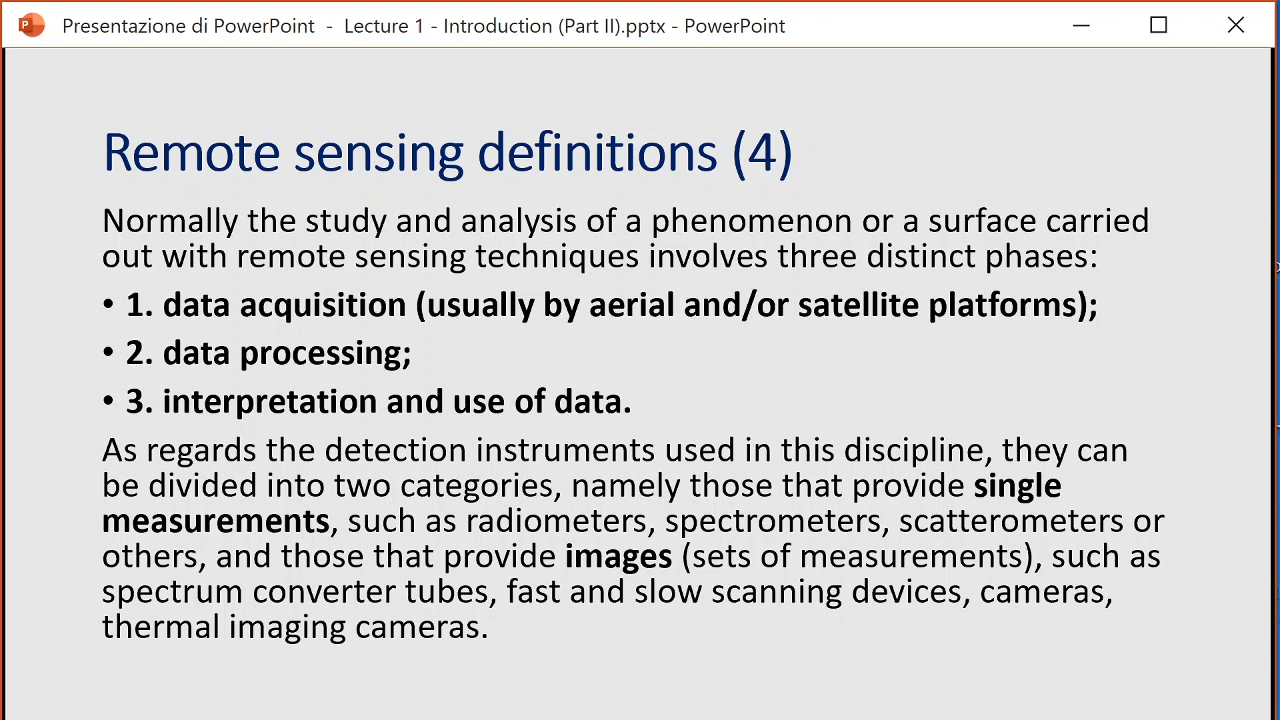 Presentazione di PowerPoint - Lecture 1 - Introduction (Part II).pptx - PowerPoint
Remote sensing definitions (4)
Normally the study and analysis of a phenomenon or a surface carried
out with remote sensing techniques involves three distinct phases:
• 1. data acquisition (usually by aerial and/or satellite platforms);
• 2. data processing;
• 3. interpretation and use of data.
As regards the detection instruments used in this discipline, they can
be divided into two categories, namely those that provide single
measurements, such as radiometers, spectrometers, scatterometers or
others, and those that provide images (sets of measurements), such as
spectrum converter tubes, fast and slow scanning devices, cameras,
thermal imaging cameras.